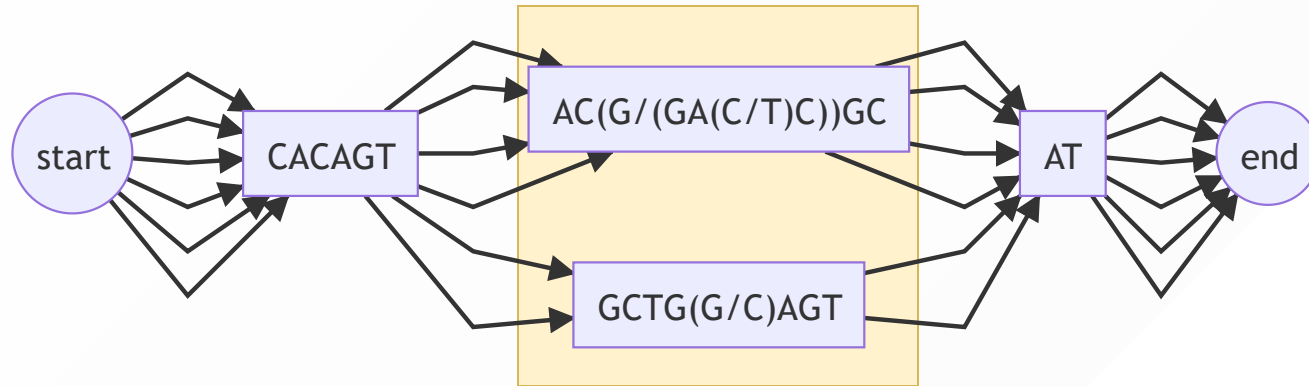 start
CACAGT
AC(G/(GA(C/T)C))GC
GCTG(G/C)AGT
AT
end